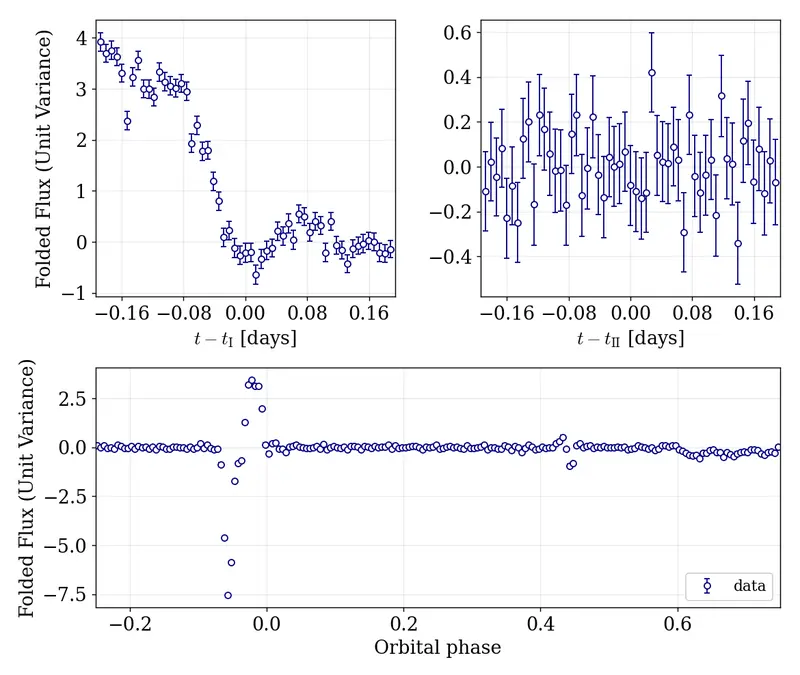 Folded Flux (Unit Variance)
4
3
2
1
0
−1
−0.16 −0.08 0.00 0.08 0.16
t − t_I [days]
0.6
0.4
0.2
0.0
−0.2
−0.4
−0.16 −0.08 0.00 0.08 0.16
t − t_II [days]
Folded Flux (Unit Variance)
2.5
0.0
−2.5
−5.0
−7.5
−0.2 0.0 0.2 0.4 0.6
Orbital phase
data